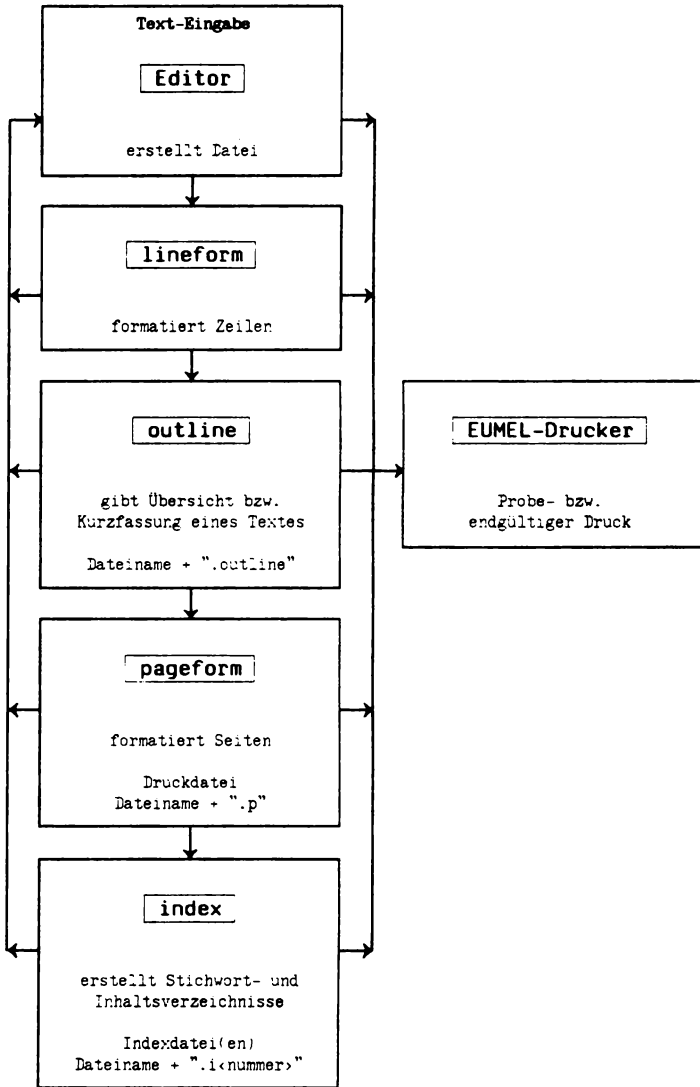 Text-Eingabe
Editor
erstellt Datei
lineform
formatiert Zeilen
outline
gibt Übersicht bzw.
Kurzfassung eines Textes
Dateiname + ".outline"
EUMEL-Drucker
Probe- bzw.
endgültiger Druck
pageform
formatiert Seiten
Druckdatei
Dateiname + ".p"
index
erstellt Stichwort- und
Inhaltsverzeichnisse
Indexdatei(en)
Dateiname + ".i<nummer>"